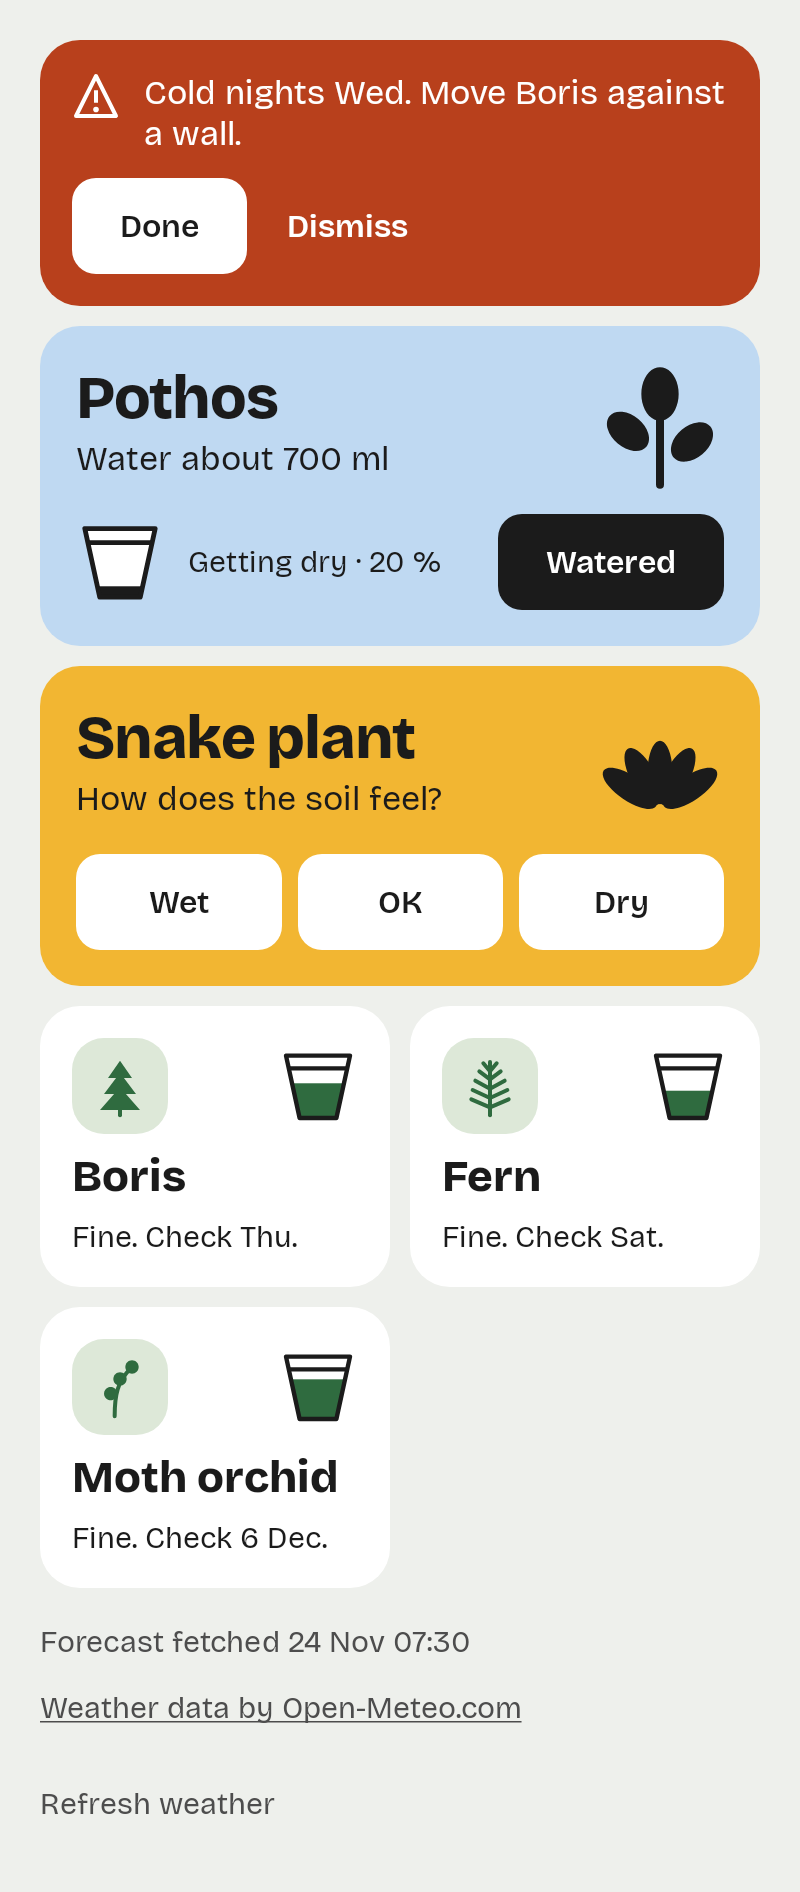 Cold nights Wed. Move Boris against
a wall.
Done
Dismiss
Pothos
Water about 700 ml
Getting dry · 20 %
Watered
Snake plant
How does the soil feel?
Wet
OK
Dry
Boris
Fine. Check Thu.
Fern
Fine. Check Sat.
Moth orchid
Fine. Check 6 Dec.
Forecast fetched 24 Nov 07:30
Weather data by Open-Meteo.com
Refresh weather